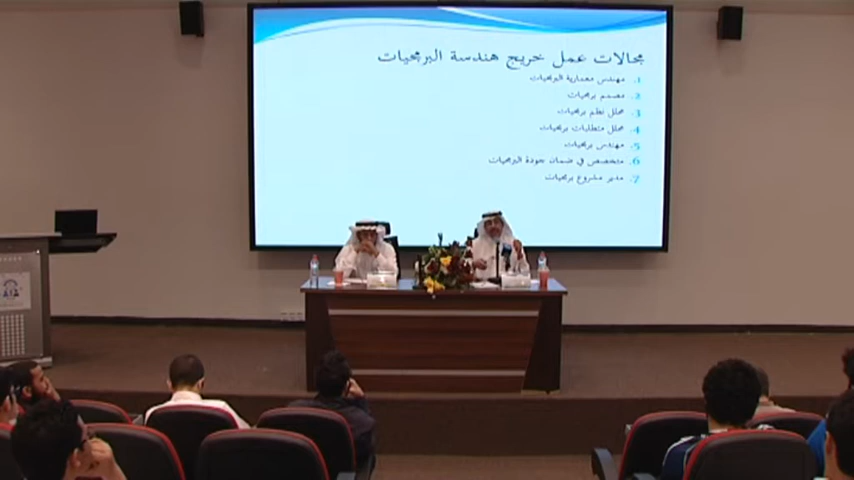 مجالات عمل خريج هندسة البرمجيات
1. مهندس معمارية البرمجيات
2. مصمم برمجيات
3. محلل نظم برمجيات
4. محلل متطلبات برمجيات
5. مهندس برمجيات
6. متخصص في ضمان جودة البرمجيات
7. مدير مشروع برمجيات